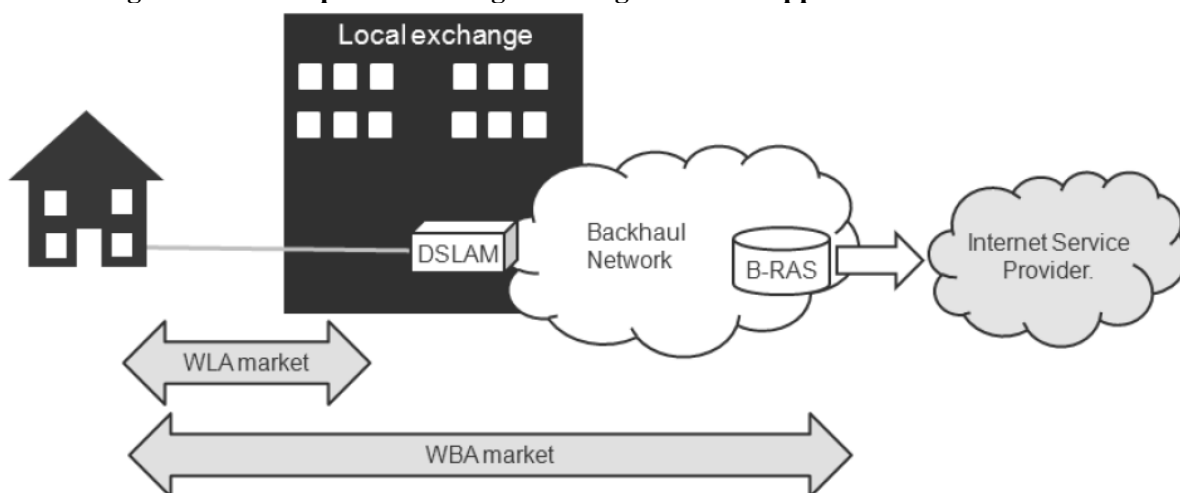 Local exchange
DSLAM
Backhaul
Network
B-RAS
Internet Service
Provider.
WLA market
WBA market